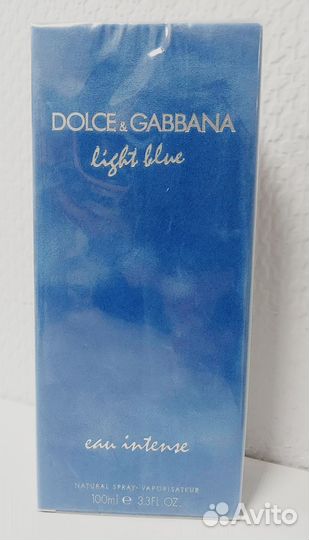 DOLCE & GABBANA
light blue
eau intense
NATURAL SPRAY - VAPORISATEUR
100ml e 3.3FL.OZ.
Avito